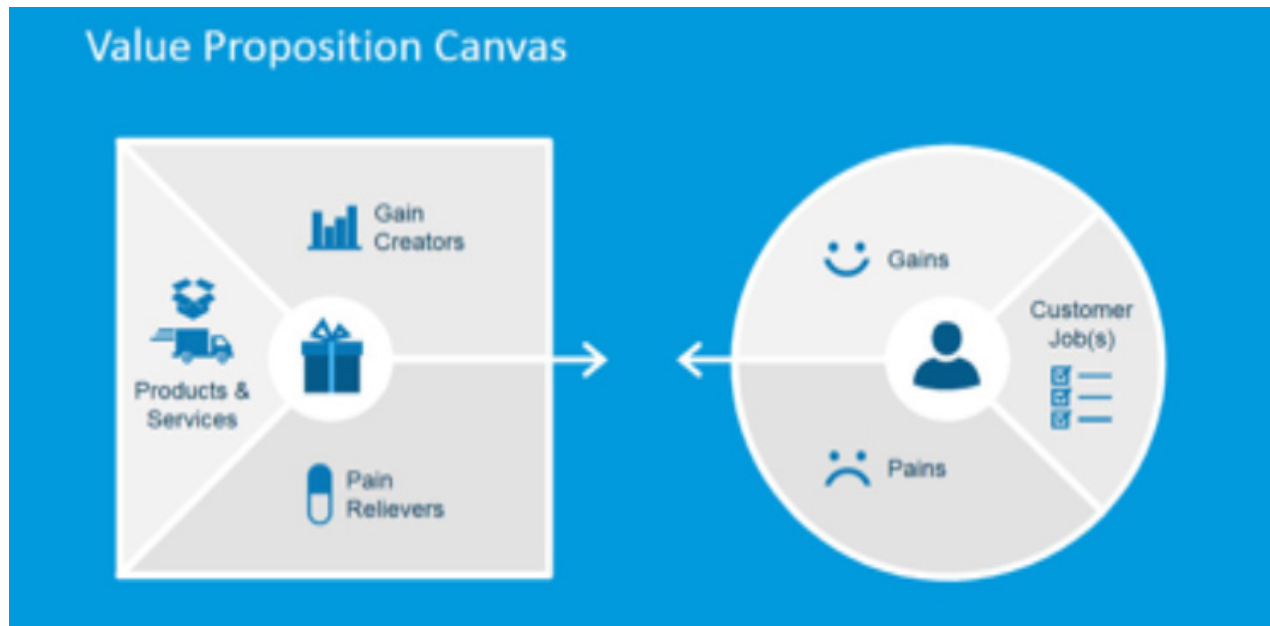 Value Proposition Canvas
Gain
Creators
Products &
Services
Pain
Relievers
Gains
Customer
Job(s)
Pains